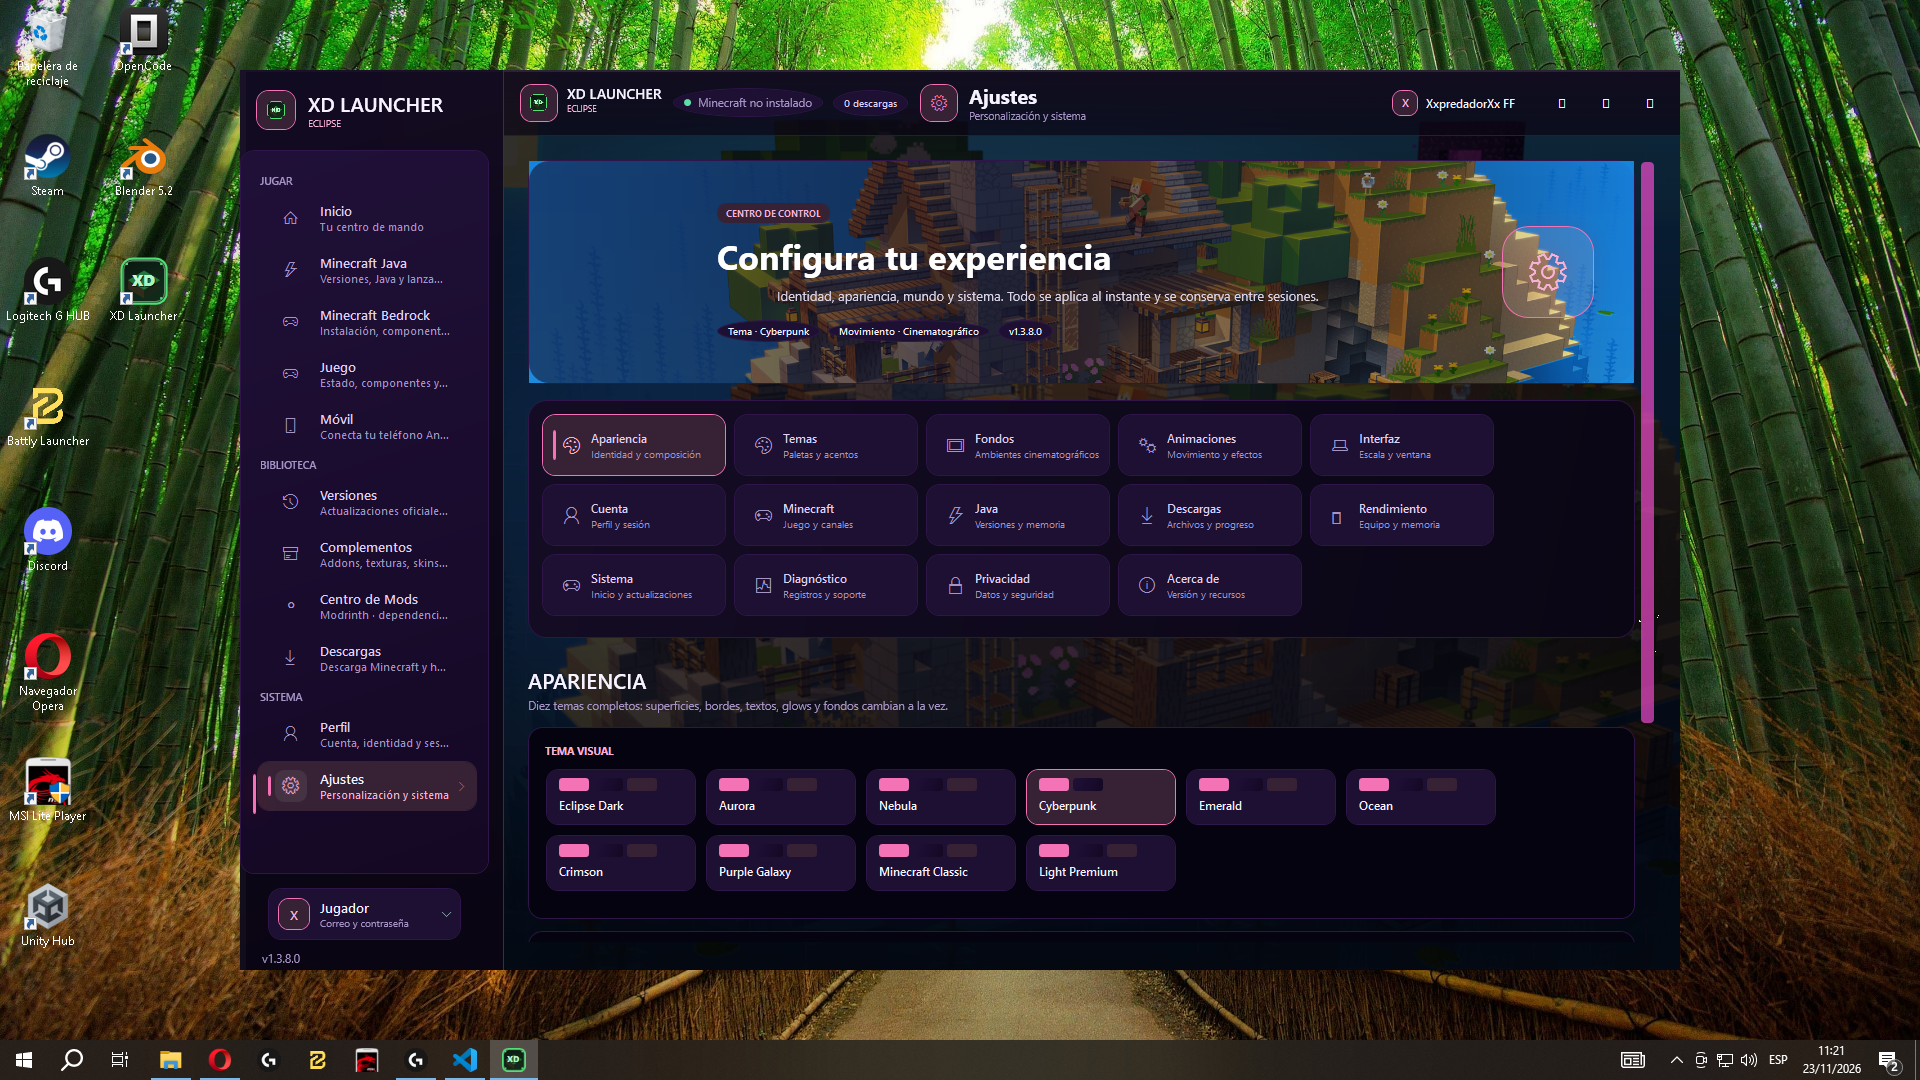 Papelera de
reciclaje
OpenCode
Steam
Blender 5.2
Logitech G HUB
XD
XD Launcher
Battly Launcher
Discord
Navegador
Opera
MSI Lite Player
Unity Hub
XD
XD LAUNCHER
ECLIPSE
JUGAR
Inicio
Tu centro de mando
Minecraft Java
Versiones, Java y lanza...
Minecraft Bedrock
Instalación, component...
Juego
Estado, componentes y...
Móvil
Conecta tu teléfono An...
BIBLIOTECA
Versiones
Actualizaciones oficiale...
Complementos
Addons, texturas, skins...
Centro de Mods
Modrinth · dependenci...
Descargas
Descarga Minecraft y h...
SISTEMA
Perfil
Cuenta, identidad y ses...
Ajustes
Personalización y sistema
X
Jugador
Correo y contraseña
v1.3.8.0
XD
XD LAUNCHER
ECLIPSE
Minecraft no instalado
0 descargas
Ajustes
Personalización y sistema
X
XxpredadorXx FF
CENTRO DE CONTROL
Configura tu experiencia
Identidad, apariencia, mundo y sistema. Todo se aplica al instante y se conserva entre sesiones.
Tema · Cyberpunk
Movimiento · Cinematográfico
v1.3.8.0
Apariencia
Identidad y composición
Temas
Paletas y acentos
Fondos
Ambientes cinematográficos
Animaciones
Movimiento y efectos
Interfaz
Escala y ventana
Cuenta
Perfil y sesión
Minecraft
Juego y canales
Java
Versiones y memoria
Descargas
Archivos y progreso
Rendimiento
Equipo y memoria
Sistema
Inicio y actualizaciones
Diagnóstico
Registros y soporte
Privacidad
Datos y seguridad
Acerca de
Versión y recursos
APARIENCIA
Diez temas completos: superficies, bordes, textos, glows y fondos cambian a la vez.
TEMA VISUAL
Eclipse Dark
Aurora
Nebula
Cyberpunk
Emerald
Ocean
Crimson
Purple Galaxy
Minecraft Classic
Light Premium
XD
ESP
11:21
23/11/2026
2